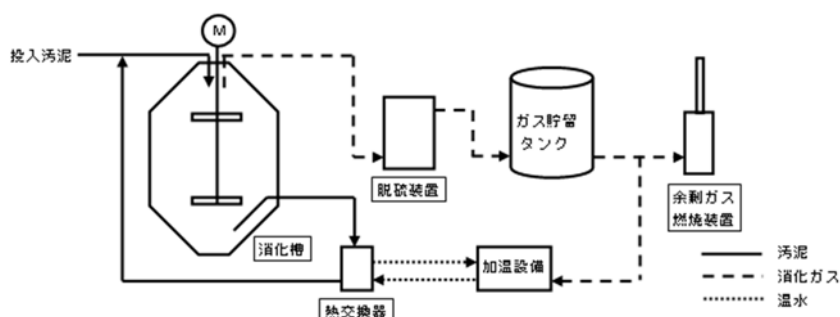 M
投入汚泥
ガス貯留
タンク
脱硫装置
余剰ガス
燃焼装置
消化槽
加温設備
熱交換器
汚泥
消化ガス
温水